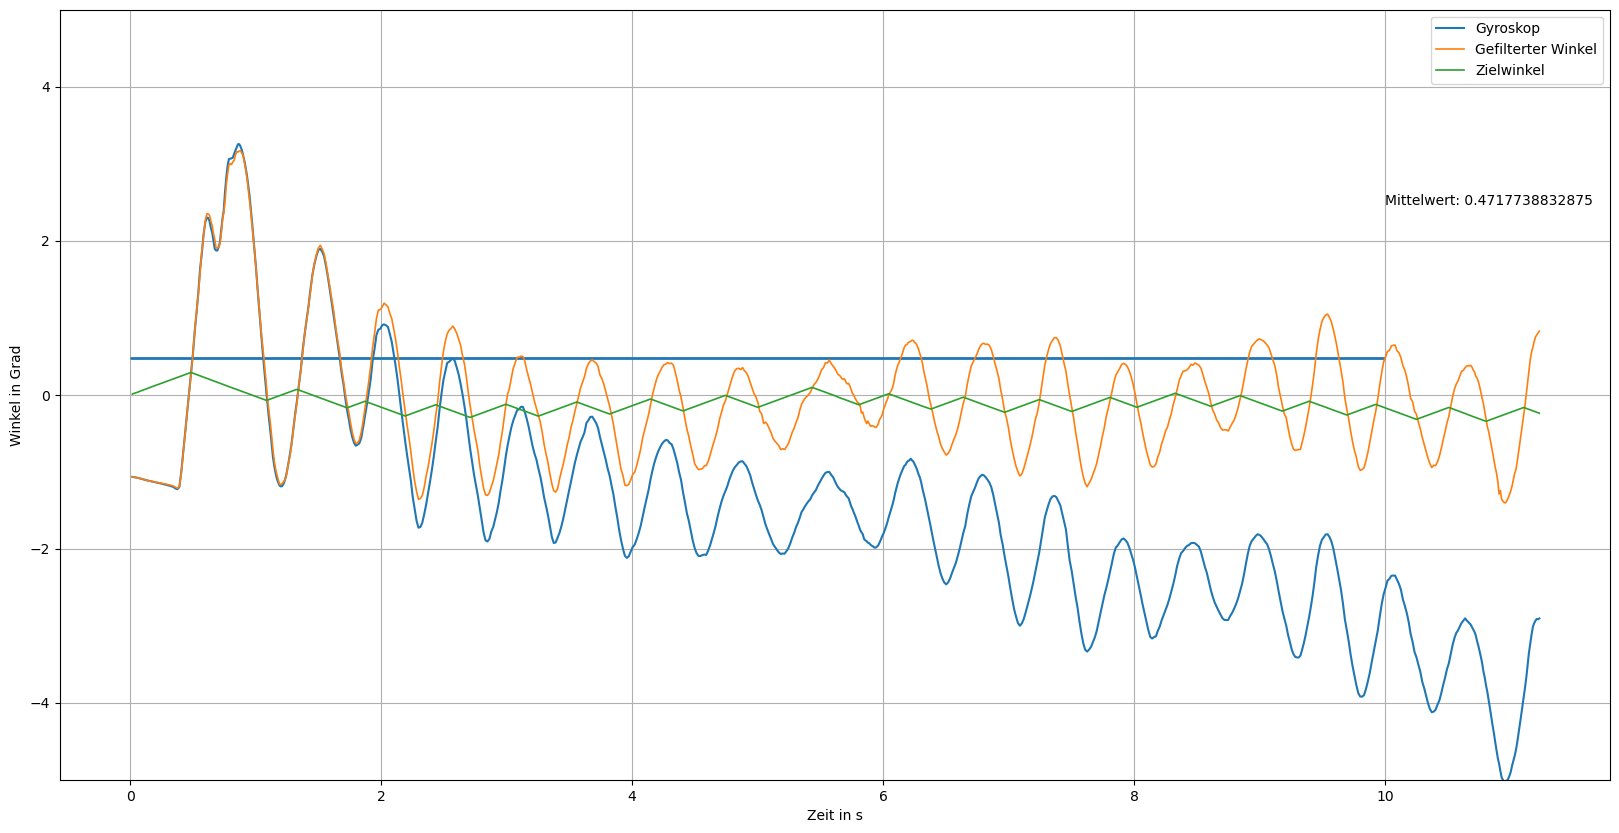 Gyroskop
Gefilterter Winkel
Zielwinkel
Mittelwert: 0.4717738832875
Winkel in Grad
4
2
0
−2
−4
0 2 4 6 8 10
Zeit in s